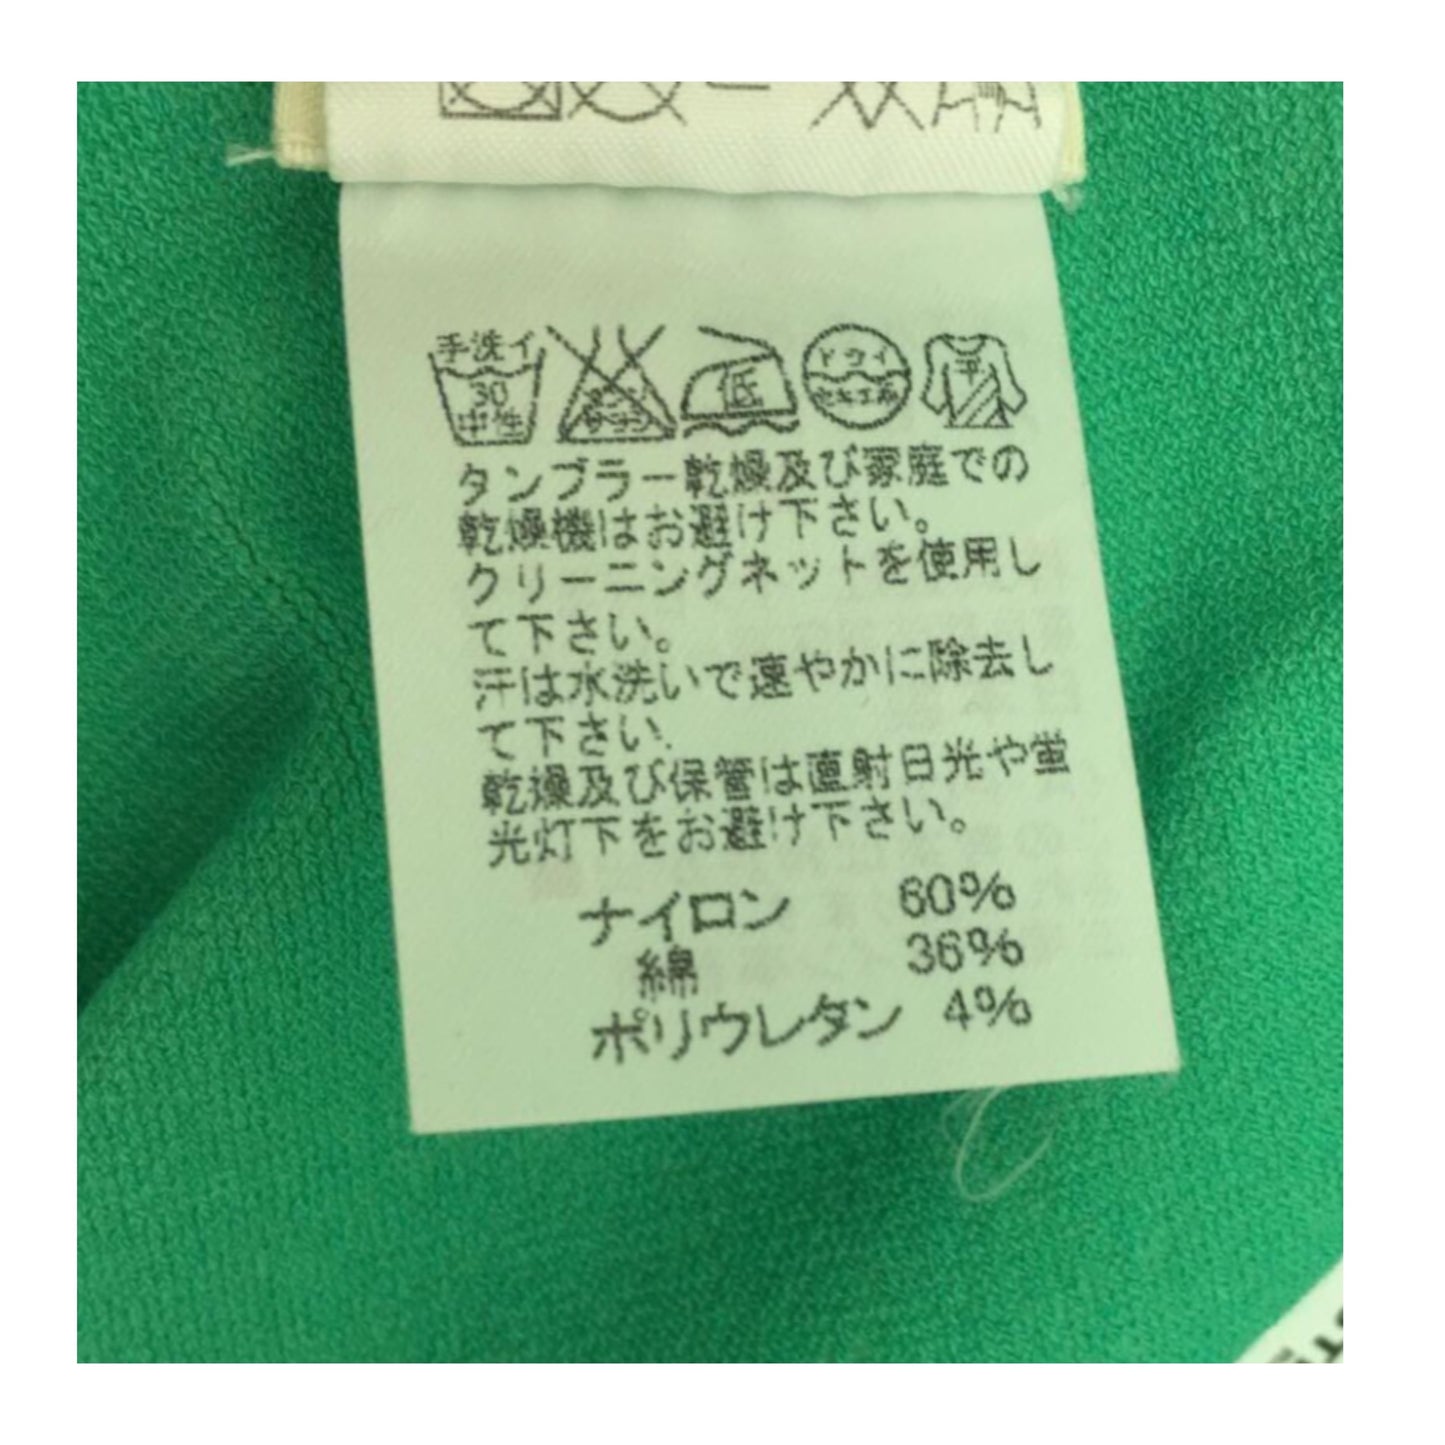 手洗イ
30
中性
低
ドライ
セキユ系
平
タンブラー乾燥及び家庭での
乾燥機はお避け下さい。
クリーニングネットを使用し
て下さい。
汗は水洗いで速やかに除去し
て下さい.
乾燥及び保管は直射日光や蛍
光灯下をお避け下さい。
ナイロン 60%
綿 36%
ポリウレタン 4%